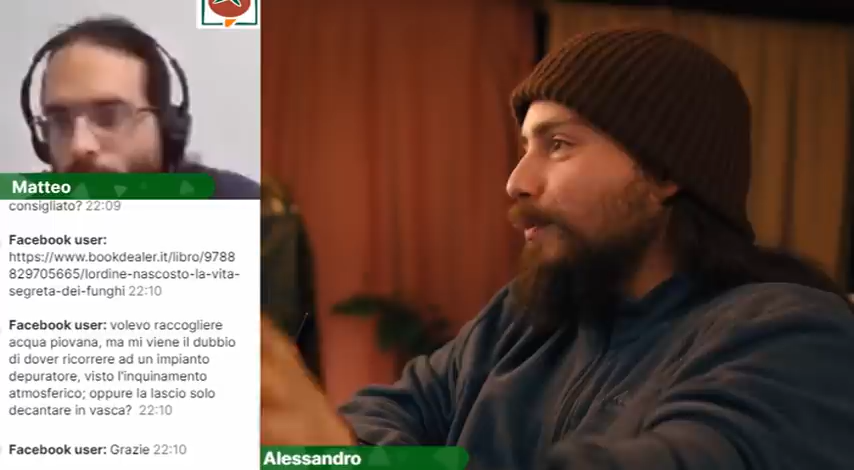 Matteo
consigliato? 22:09
Facebook user:
https://www.bookdealer.it/libro/9788
829705665/lordine-nascosto-la-vita-
segreta-dei-funghi 22:10
Facebook user: volevo raccogliere
acqua piovana, ma mi viene il dubbio
di dover ricorrere ad un impianto
depuratore, visto l'inquinamento
atmosferico; oppure la lascio solo
decantare in vasca? 22:10
Facebook user: Grazie 22:10
Alessandro